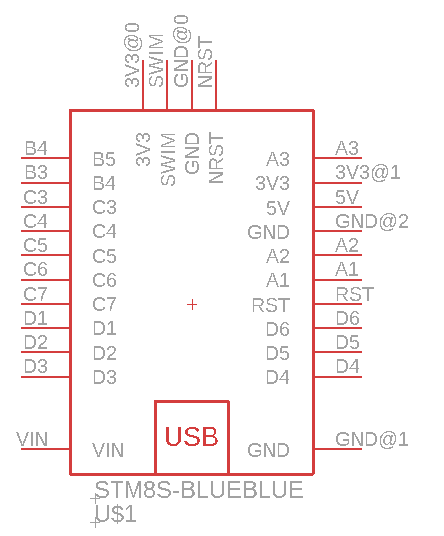 3V3@0 SWIM GND@0 NRST
3V3 SWIM GND NRST
B4 B5 A3 A3
B3 B4 3V3 3V3@1
C3 C3 5V 5V
C4 C4 GND GND@2
C5 C5 A2 A2
C6 C6 A1 A1
C7 C7 RST RST
D1 D1 D6 D6
D2 D2 D5 D5
D3 D3 D4 D4
USB
VIN VIN GND GND@1
STM8S-BLUEBLUE
U$1